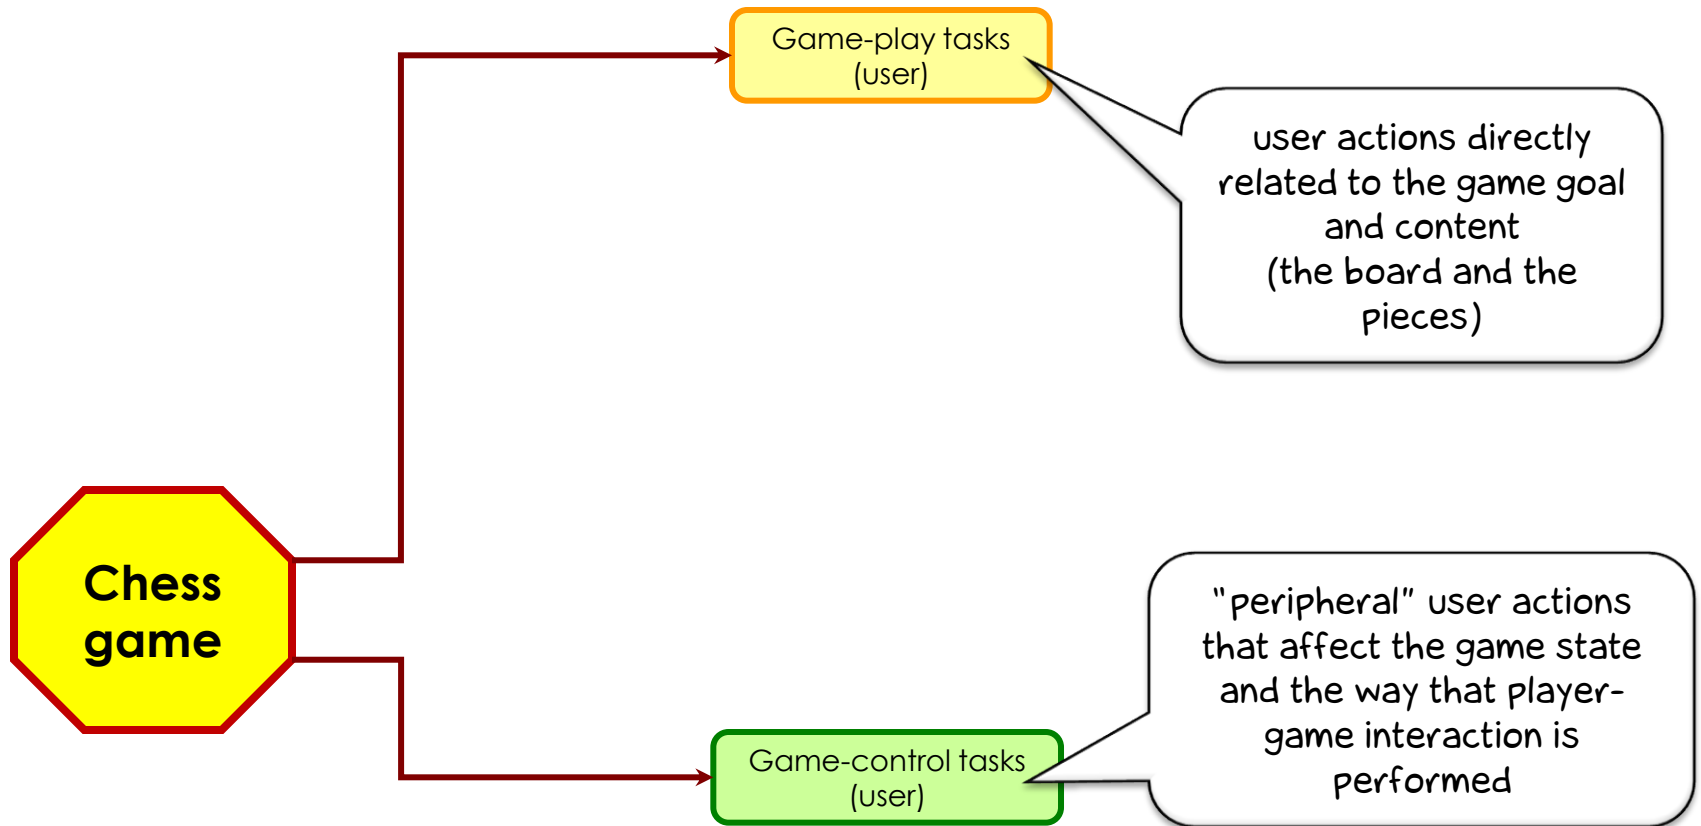 Game-play tasks
(user)
user actions directly
related to the game goal
and content
(the board and the
pieces)
Chess
game
"peripheral" user actions
that affect the game state
and the way that player-
game interaction is
performed
Game-control tasks
(user)